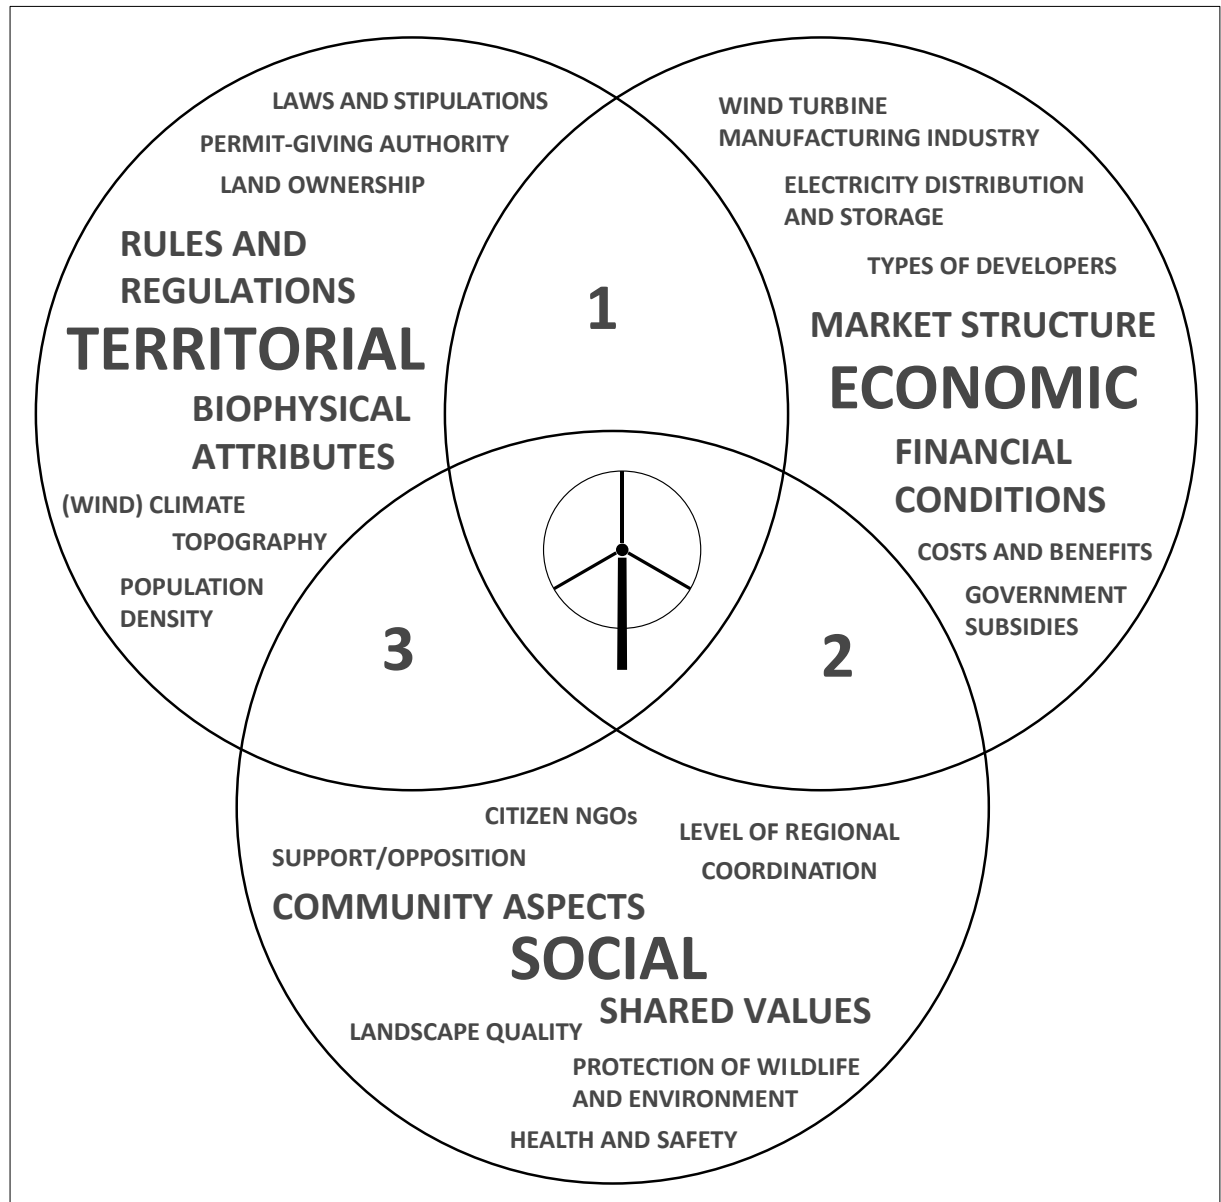 LAWS AND STIPULATIONS
PERMIT-GIVING AUTHORITY
LAND OWNERSHIP
RULES AND
REGULATIONS
TERRITORIAL
BIOPHYSICAL
ATTRIBUTES
(WIND) CLIMATE
TOPOGRAPHY
POPULATION
DENSITY
1
WIND TURBINE
MANUFACTURING INDUSTRY
ELECTRICITY DISTRIBUTION
AND STORAGE
TYPES OF DEVELOPERS
MARKET STRUCTURE
ECONOMIC
FINANCIAL
CONDITIONS
COSTS AND BENEFITS
GOVERNMENT
SUBSIDIES
3
2
CITIZEN NGOs
LEVEL OF REGIONAL
COORDINATION
SUPPORT/OPPOSITION
COMMUNITY ASPECTS
SOCIAL
SHARED VALUES
LANDSCAPE QUALITY
PROTECTION OF WILDLIFE
AND ENVIRONMENT
HEALTH AND SAFETY